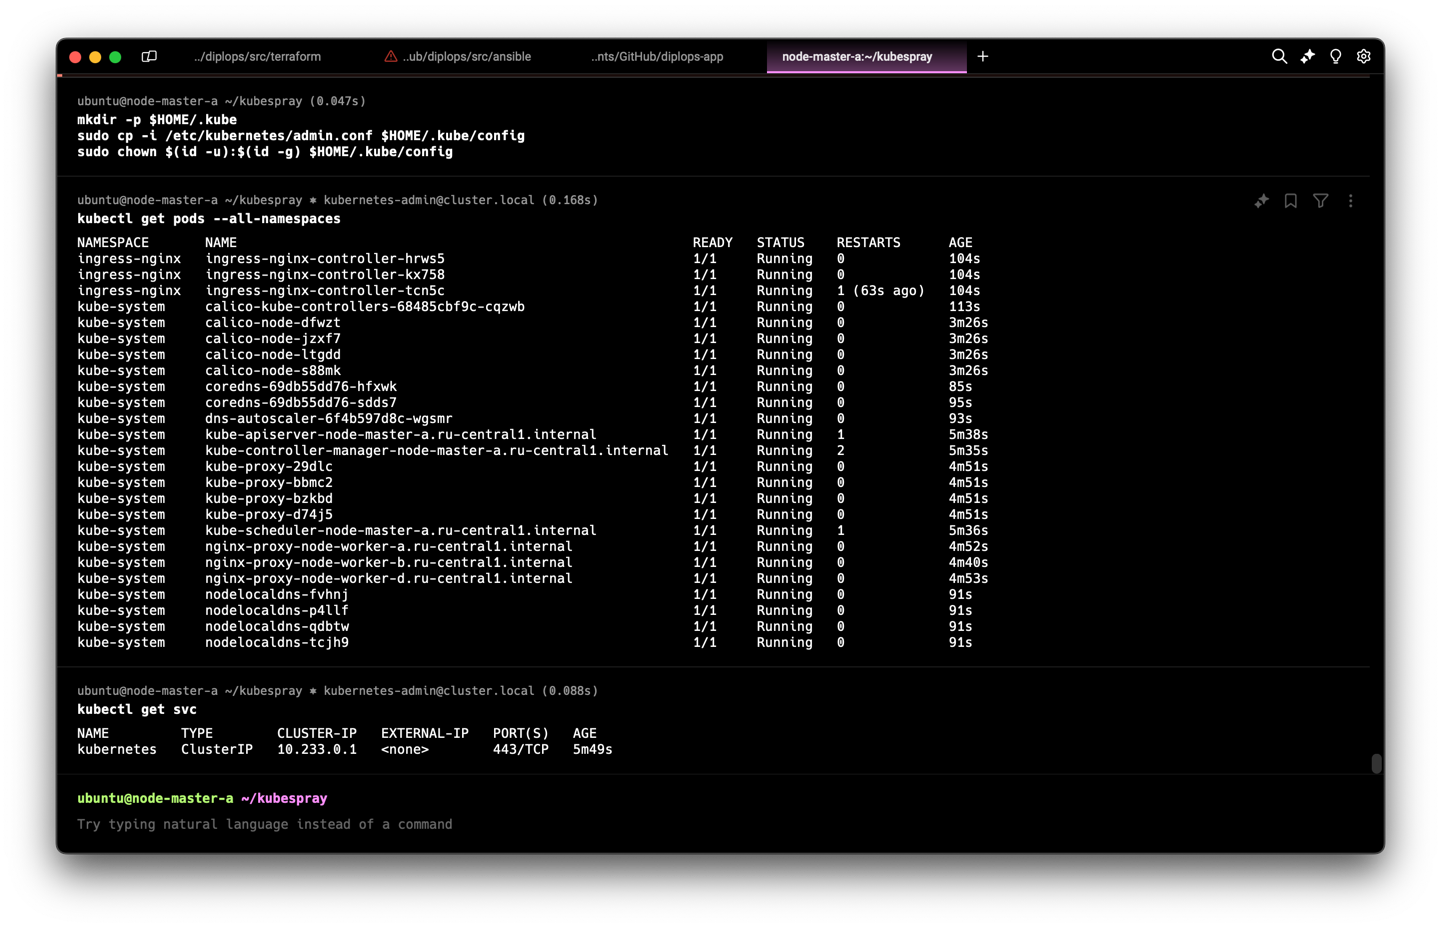 ../diplops/src/terraform ..ub/diplops/src/ansible ..nts/GitHub/diplops-app node-master-a:~/kubespray +
ubuntu@node-master-a ~/kubespray (0.047s)
mkdir -p $HOME/.kube
sudo cp -i /etc/kubernetes/admin.conf $HOME/.kube/config
sudo chown $(id -u):$(id -g) $HOME/.kube/config
ubuntu@node-master-a ~/kubespray ⎈ kubernetes-admin@cluster.local (0.168s)
kubectl get pods --all-namespaces
NAMESPACE NAME READY STATUS RESTARTS AGE
ingress-nginx ingress-nginx-controller-hrws5 1/1 Running 0 104s
ingress-nginx ingress-nginx-controller-kx758 1/1 Running 0 104s
ingress-nginx ingress-nginx-controller-tcn5c 1/1 Running 1 (63s ago) 104s
kube-system calico-kube-controllers-68485cbf9c-cqzwb 1/1 Running 0 113s
kube-system calico-node-dfwzt 1/1 Running 0 3m26s
kube-system calico-node-jzxf7 1/1 Running 0 3m26s
kube-system calico-node-ltgdd 1/1 Running 0 3m26s
kube-system calico-node-s88mk 1/1 Running 0 3m26s
kube-system coredns-69db55dd76-hfxwk 1/1 Running 0 85s
kube-system coredns-69db55dd76-sdds7 1/1 Running 0 95s
kube-system dns-autoscaler-6f4b597d8c-wgsmr 1/1 Running 0 93s
kube-system kube-apiserver-node-master-a.ru-central1.internal 1/1 Running 1 5m38s
kube-system kube-controller-manager-node-master-a.ru-central1.internal 1/1 Running 2 5m35s
kube-system kube-proxy-29dlc 1/1 Running 0 4m51s
kube-system kube-proxy-bbmc2 1/1 Running 0 4m51s
kube-system kube-proxy-bzkbd 1/1 Running 0 4m51s
kube-system kube-proxy-d74j5 1/1 Running 0 4m51s
kube-system kube-scheduler-node-master-a.ru-central1.internal 1/1 Running 1 5m36s
kube-system nginx-proxy-node-worker-a.ru-central1.internal 1/1 Running 0 4m52s
kube-system nginx-proxy-node-worker-b.ru-central1.internal 1/1 Running 0 4m40s
kube-system nginx-proxy-node-worker-d.ru-central1.internal 1/1 Running 0 4m53s
kube-system nodelocaldns-fvhnj 1/1 Running 0 91s
kube-system nodelocaldns-p4llf 1/1 Running 0 91s
kube-system nodelocaldns-qdbtw 1/1 Running 0 91s
kube-system nodelocaldns-tcjh9 1/1 Running 0 91s
ubuntu@node-master-a ~/kubespray ⎈ kubernetes-admin@cluster.local (0.088s)
kubectl get svc
NAME TYPE CLUSTER-IP EXTERNAL-IP PORT(S) AGE
kubernetes ClusterIP 10.233.0.1 <none> 443/TCP 5m49s
ubuntu@node-master-a ~/kubespray
Try typing natural language instead of a command